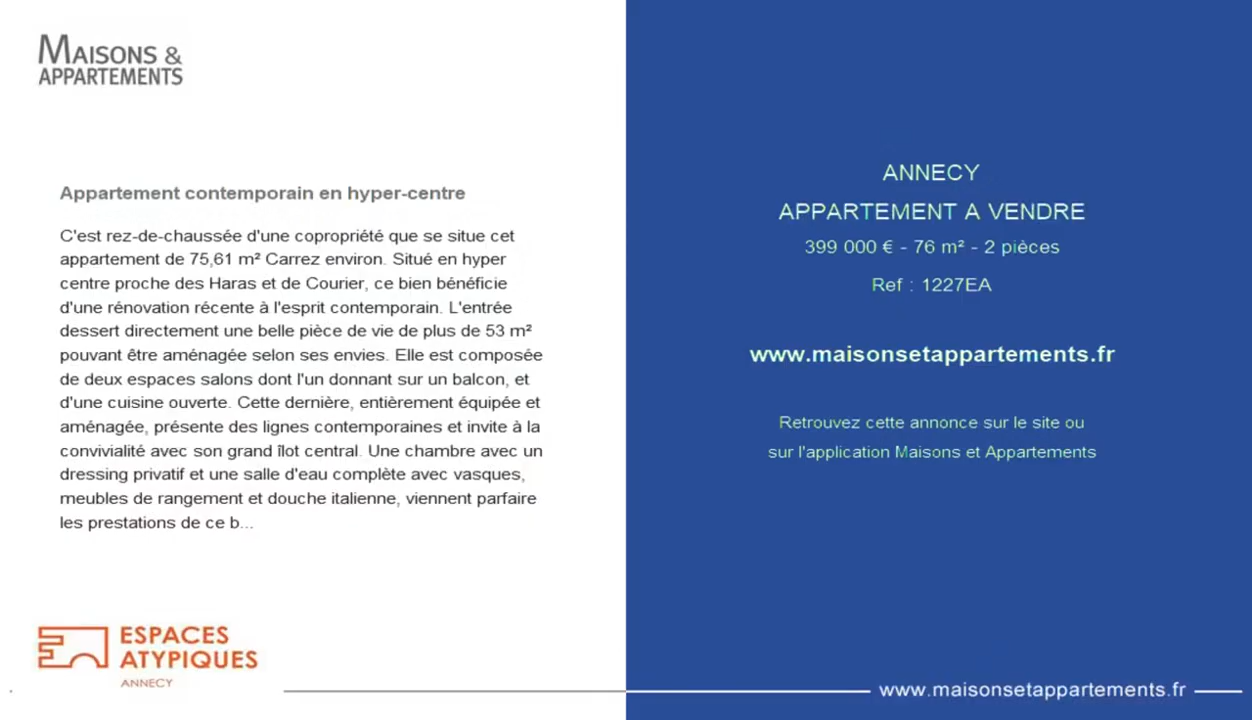 MAISONS &
APPARTEMENTS
Appartement contemporain en hyper-centre
C'est rez-de-chaussée d'une copropriété que se situe cet
appartement de 75,61 m² Carrez environ. Situé en hyper
centre proche des Haras et de Courier, ce bien bénéficie
d'une rénovation récente à l'esprit contemporain. L'entrée
dessert directement une belle pièce de vie de plus de 53 m²
pouvant être aménagée selon ses envies. Elle est composée
de deux espaces salons dont l'un donnant sur un balcon, et
d'une cuisine ouverte. Cette dernière, entièrement équipée et
aménagée, présente des lignes contemporaines et invite à la
convivialité avec son grand îlot central. Une chambre avec un
dressing privatif et une salle d'eau complète avec vasques,
meubles de rangement et douche italienne, viennent parfaire
les prestations de ce b...
ESPACES
ATYPIQUES
ANNECY
ANNECY
APPARTEMENT A VENDRE
399 000 € - 76 m² - 2 pièces
Ref : 1227EA
www.maisonsetappartements.fr
Retrouvez cette annonce sur le site ou
sur l'application Maisons et Appartements
www.maisonsetappartements.fr